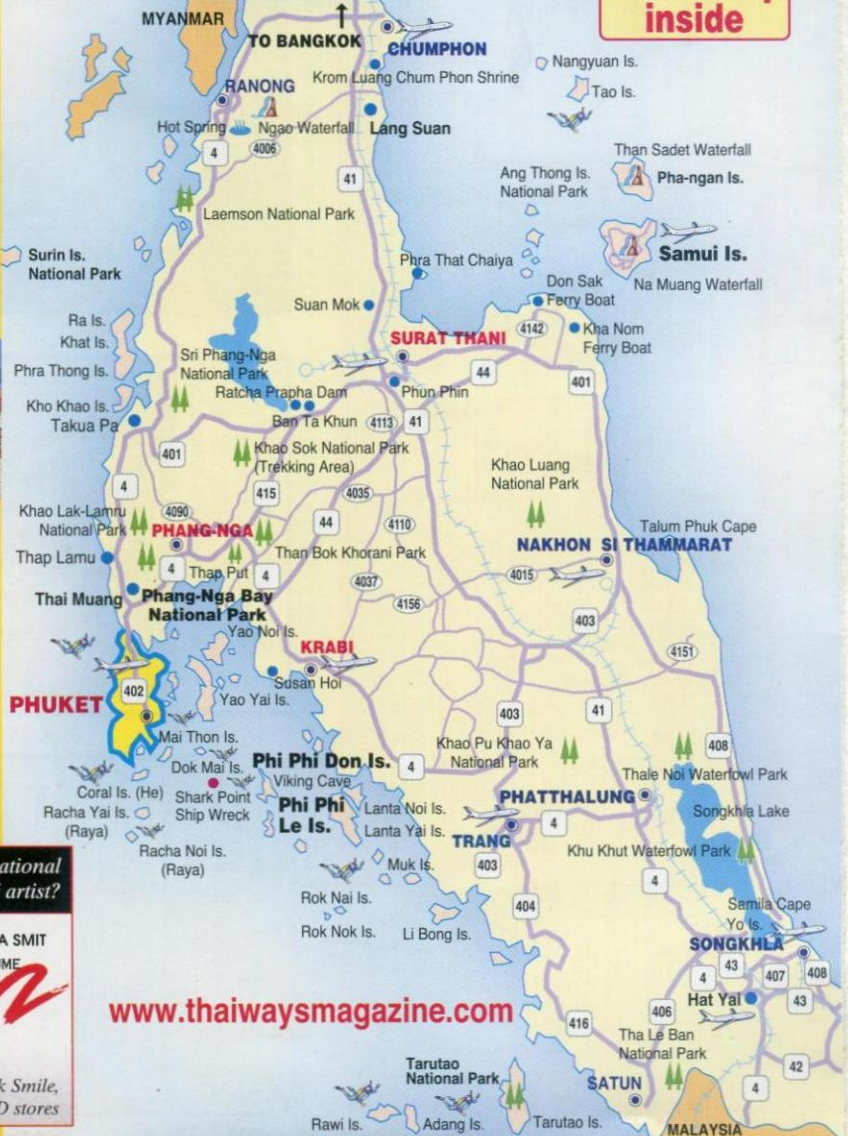 inside
MYANMAR
TO BANGKOK
CHUMPHON
Krom Luang Chum Phon Shrine
Nangyuan Is.
Tao Is.
RANONG
Hot Spring
Ngao Waterfall
Lang Suan
4
4006
41
Than Sadet Waterfall
Pha-ngan Is.
Ang Thong Is.
National Park
Laemson National Park
Samui Is.
Na Muang Waterfall
Surin Is.
National Park
Phra That Chaiya
Don Sak
Ferry Boat
Suan Mok
Kha Nom
Ferry Boat
4142
Ra Is.
Khat Is.
Phra Thong Is.
SURAT THANI
Sri Phang-Nga
National Park
44
401
Ratcha Prapha Dam
Phun Phin
Kho Khao Is.
Takua Pa
Ban Ta Khun
4113
41
401
Khao Sok National Park
(Trekking Area)
Khao Luang
National Park
4
415
4035
4090
44
4110
Khao Lak-Lamru
National Park
PHANG-NGA
Talum Phuk Cape
NAKHON SI THAMMARAT
Thap Lamu
Than Bok Khorani Park
4
Thap Put
4
4037
4015
Thai Muang
Phang-Nga Bay
National Park
4156
403
Yao Noi Is.
KRABI
4151
Susan Hoi
PHUKET
402
Yao Yai Is.
403
41
408
Mai Thon Is.
Khao Pu Khao Ya
National Park
Dok Mai Is.
Phi Phi Don Is.
4
Thale Noi Waterfowl Park
Viking Cave
Coral Is. (He)
Shark Point
Ship Wreck
Phi Phi
Le Is.
PHATTHALUNG
Songkhla Lake
Racha Yai Is.
(Raya)
Lanta Noi Is.
Lanta Yai Is.
4
TRANG
Khu Khut Waterfowl Park
Racha Noi Is.
(Raya)
403
Muk Is.
4
Rok Nai Is.
404
Samila Cape
Yo Is.
Rok Nok Is.
Li Bong Is.
SONGKHLA
4
43
407
408
Hat Yai
43
ational
artist?
A SMIT
ME
www.thaiwaysmagazine.com
406
416
Tha Le Ban
National Park
42
4
k Smile,
D stores
Tarutao
National Park
SATUN
Rawi Is.
Adang Is.
Tarutao Is.
MALAYSIA